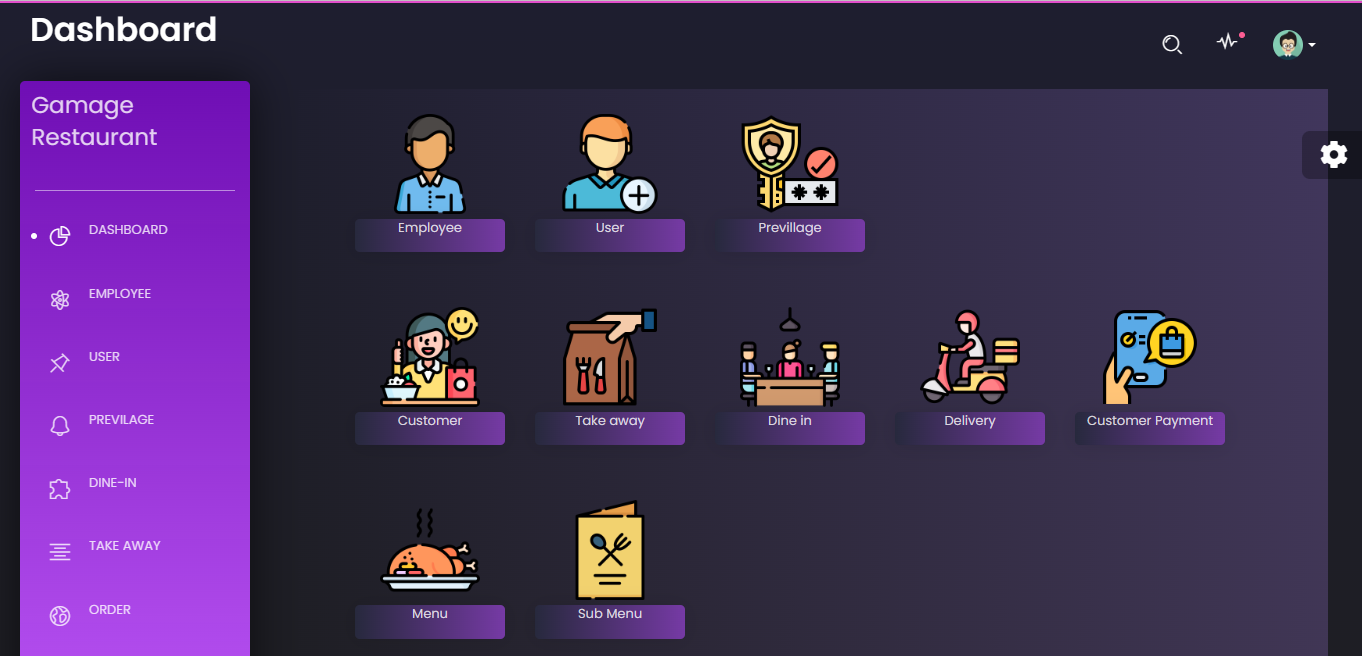 Dashboard
Gamage
Restaurant
DASHBOARD
EMPLOYEE
USER
PREVILAGE
DINE-IN
TAKE AWAY
ORDER
Employee
User
Previllage
Customer
Take away
Dine in
Delivery
Customer Payment
Menu
Sub Menu